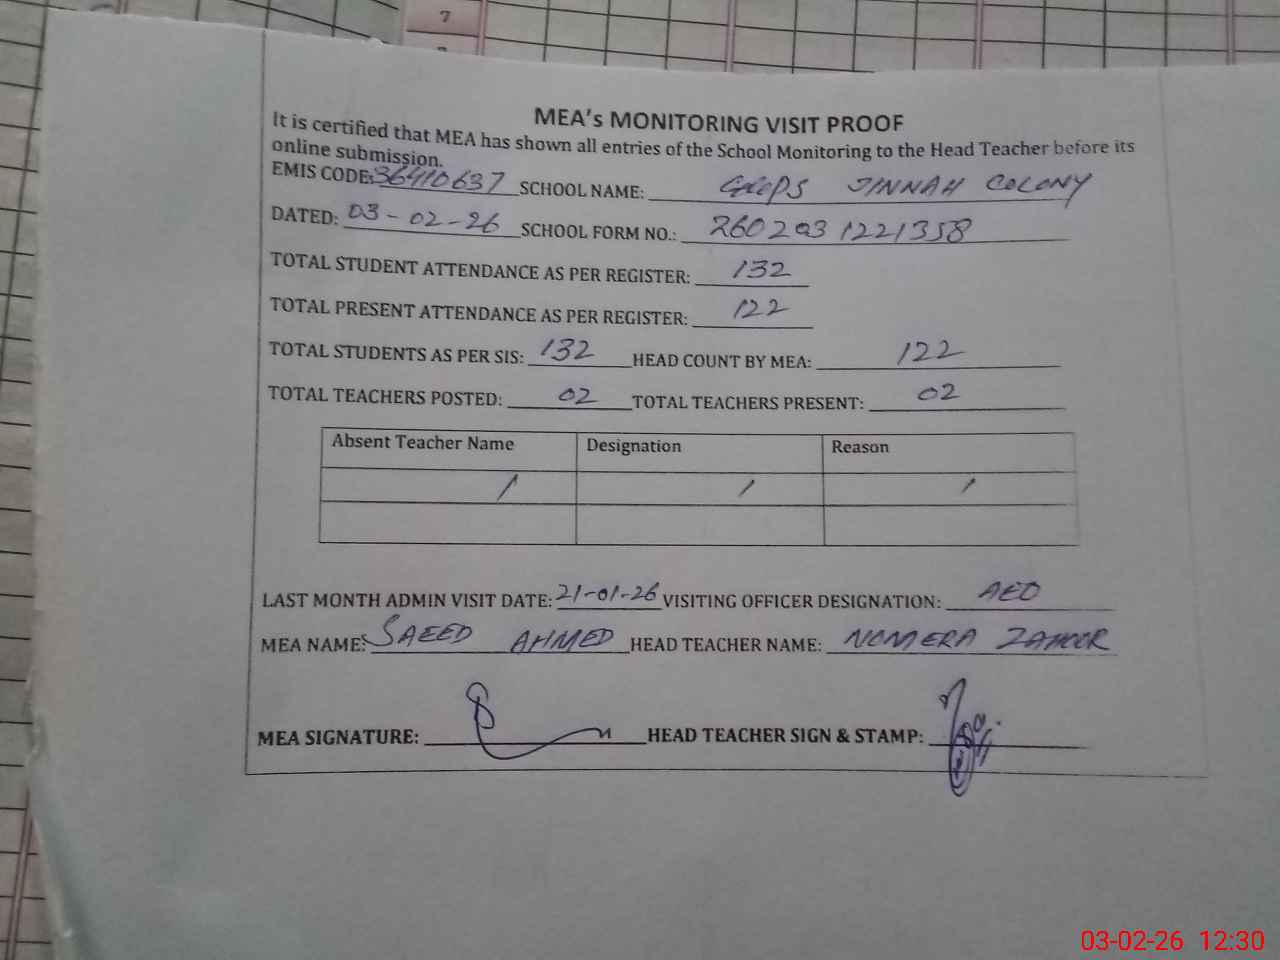 7
MEA's MONITORING VISIT PROOF
It is certified that MEA has shown all entries of the School Monitoring to the Head Teacher before its
online submission.
EMIS CODE: 36410637 SCHOOL NAME: JINNAH COLONY
DATED: 03-02-26 SCHOOL FORM NO.: 2602031221358
TOTAL STUDENT ATTENDANCE AS PER REGISTER: 132
TOTAL PRESENT ATTENDANCE AS PER REGISTER: 122
TOTAL STUDENTS AS PER SIS: 132 HEAD COUNT BY MEA: 122
TOTAL TEACHERS POSTED: 02 TOTAL TEACHERS PRESENT: 02
Absent Teacher Name Designation Reason
/ / /
LAST MONTH ADMIN VISIT DATE: 21-01-26 VISITING OFFICER DESIGNATION: AEO
MEA NAME: SAEED AHMED HEAD TEACHER NAME: NOMERA ZAHOOR
MEA SIGNATURE: HEAD TEACHER SIGN & STAMP:
03-02-26 12:30